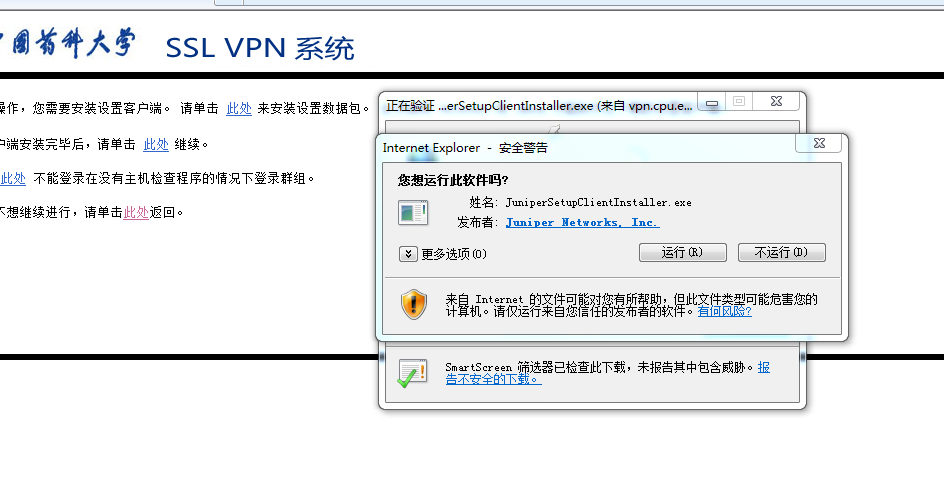 国药科大学 SSL VPN 系统
操作，您需要安装设置客户端。 请单击 此处 来安装设置数据包。
户端安装完毕后，请单击 此处 继续。
此处 不能登录在没有主机检查程序的情况下登录群组。
不想继续进行，请单击此处返回。
正在验证 ...erSetupClientInstaller.exe (来自 vpn.cpu.e...
Internet Explorer - 安全警告
您想运行此软件吗?
姓名: JuniperSetupClientInstaller.exe
发布者: Juniper Networks, Inc.
更多选项(O)
运行(R)
不运行(D)
来自 Internet 的文件可能对您有所帮助，但此文件类型可能危害您的
计算机。请仅运行来自您信任的发布者的软件。有何风险?
SmartScreen 筛选器已检查此下载，未报告其中包含威胁。报
告不安全的下载。